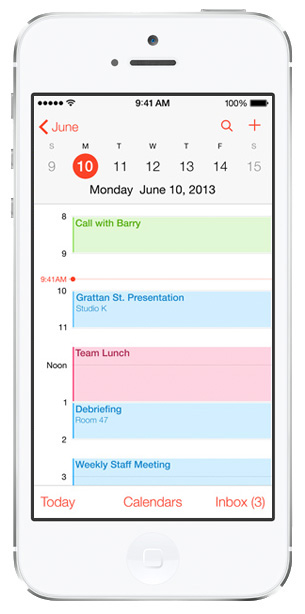 9:41 AM 100%
June
S M T W T F S
9 10 11 12 13 14 15
Monday June 10, 2013
8
Call with Barry
9
9:41AM
10
Grattan St. Presentation
Studio K
11
Team Lunch
Noon
1
Debriefing
Room 47
2
Weekly Staff Meeting
3
Today Calendars Inbox (3)